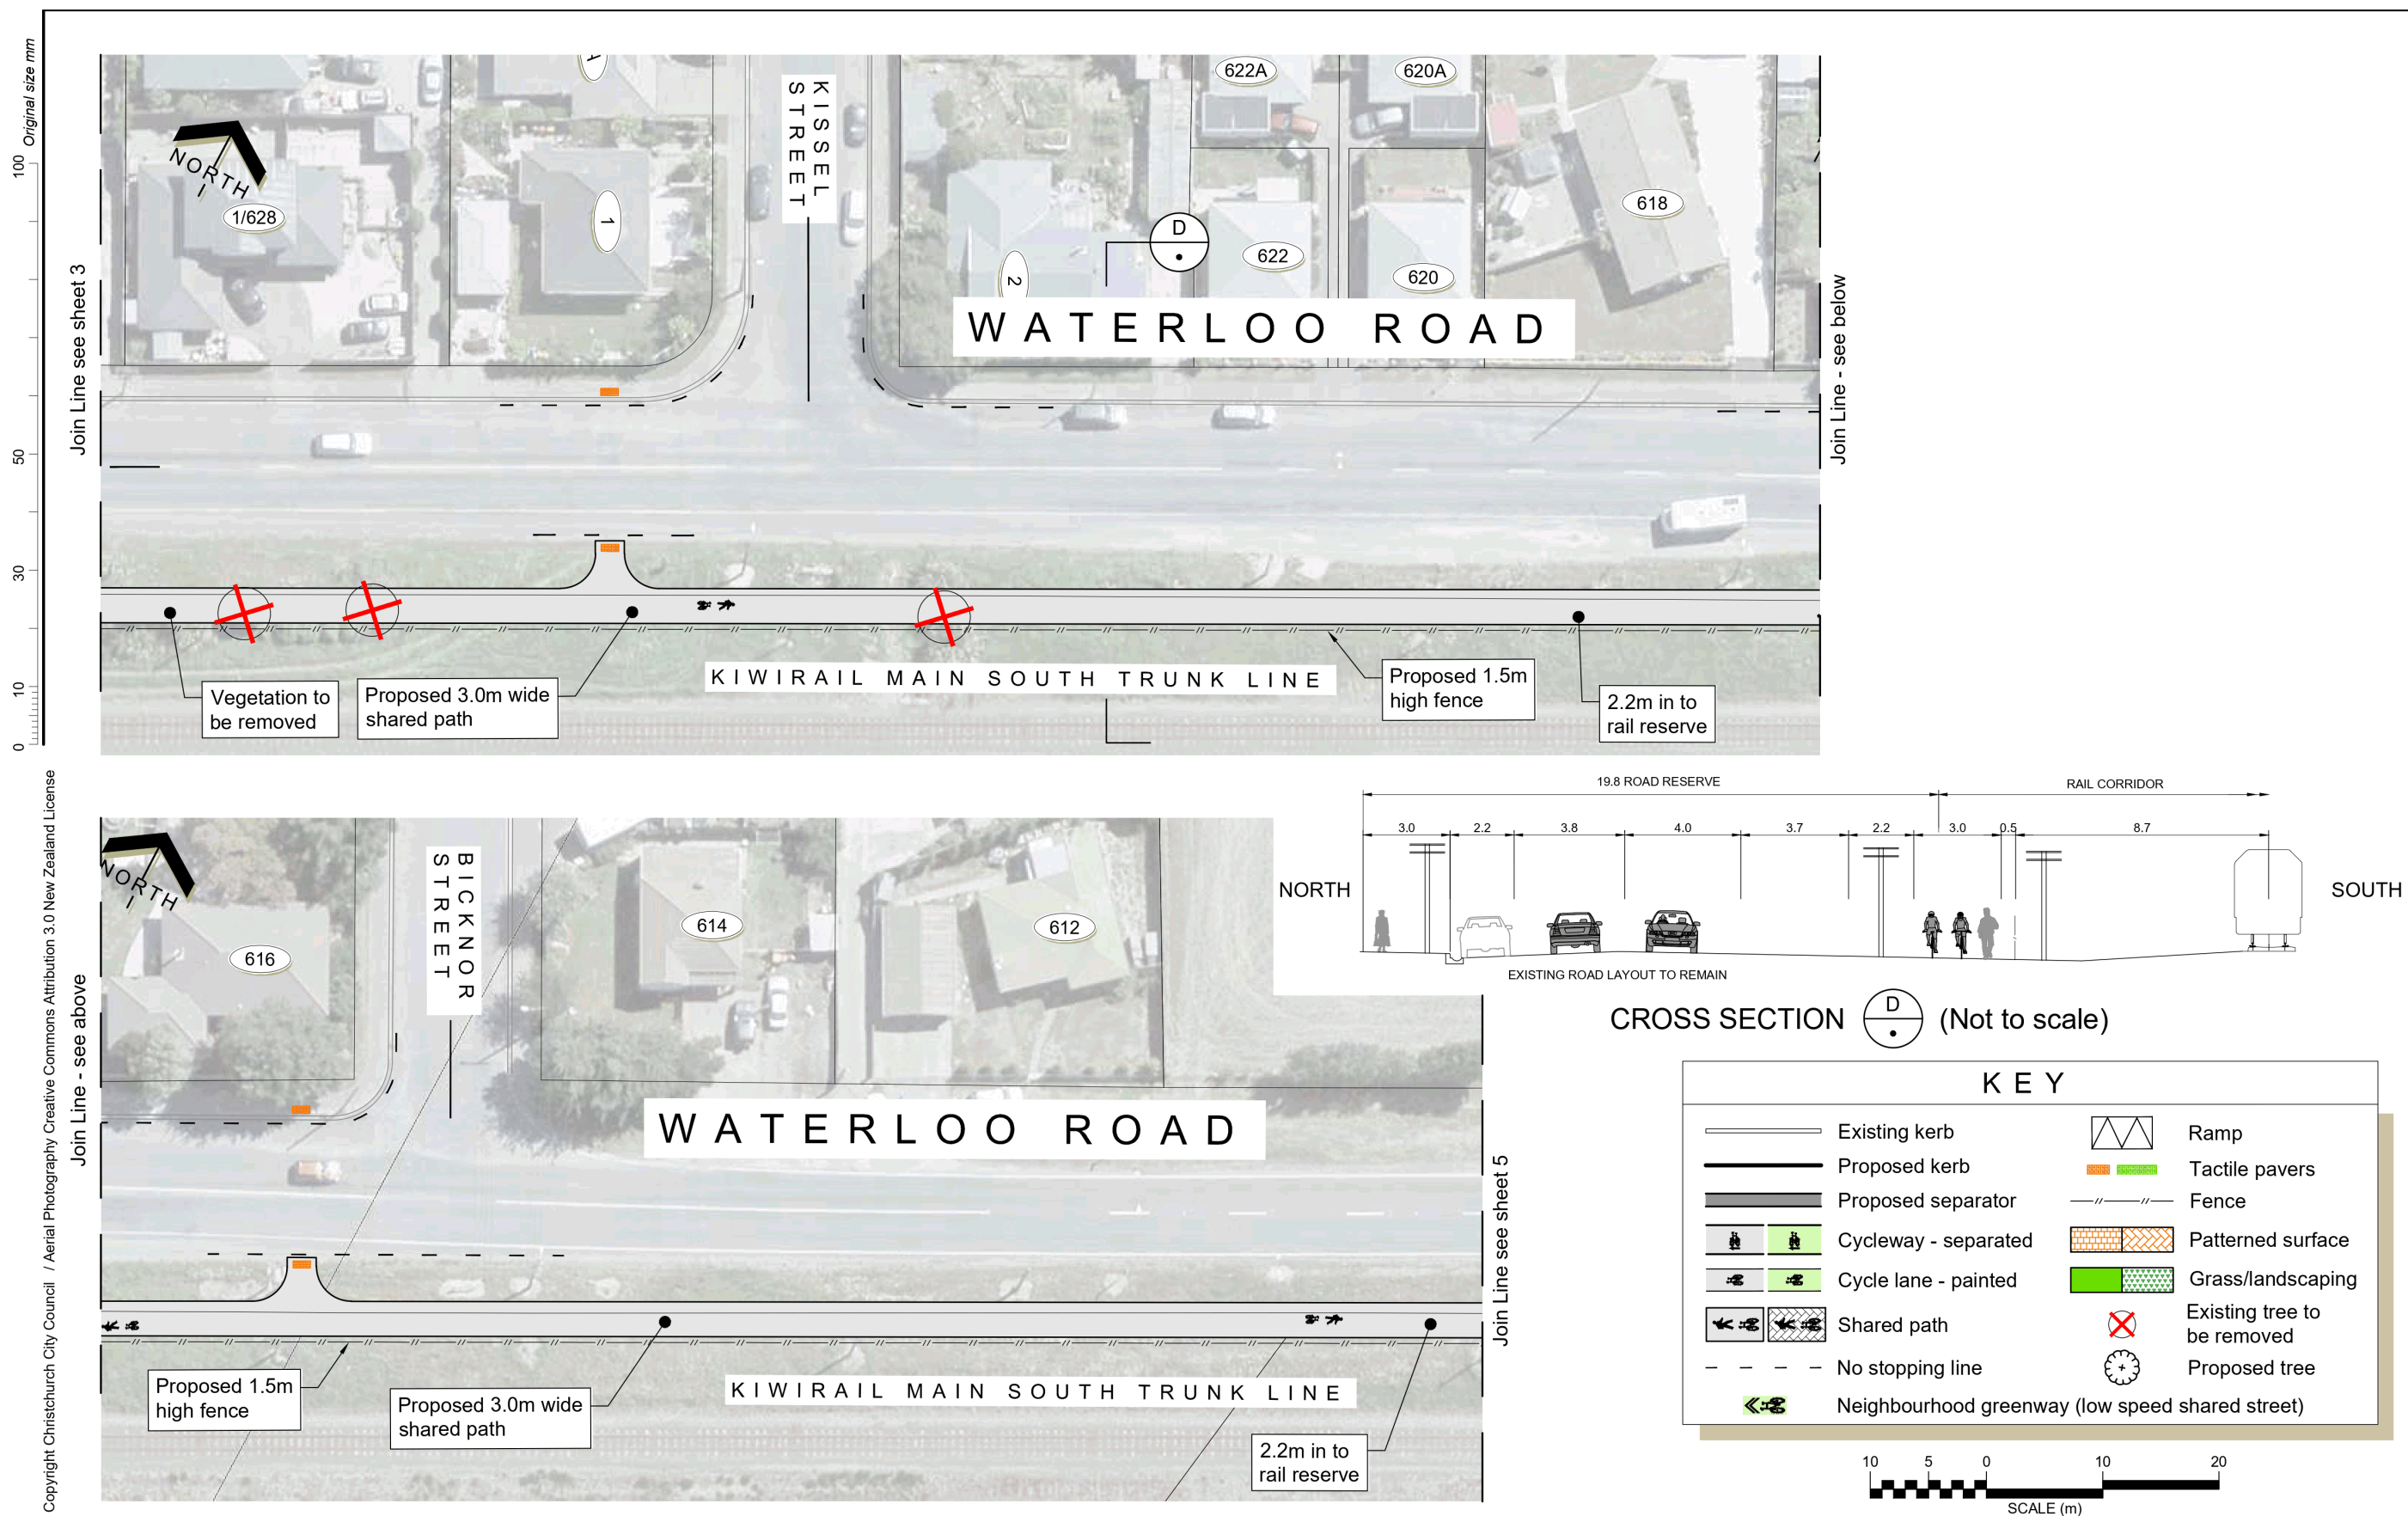 Original size mm
100
50
30
10
0
Copyright Christchurch City Council / Aerial Photography Creative Commons Attribution 3.0 New Zealand License
Join Line see sheet 3
NORTH
1/628
1
KISSEL
STREET
2
D
622A
620A
622
620
618
WATERLOO ROAD
Join Line - see below
Vegetation to
be removed
Proposed 3.0m wide
shared path
KIWIRAIL MAIN SOUTH TRUNK LINE
Proposed 1.5m
high fence
2.2m in to
rail reserve
Join Line - see above
NORTH
616
BICKNOR
STREET
614
612
WATERLOO ROAD
Join Line see sheet 5
Proposed 1.5m
high fence
Proposed 3.0m wide
shared path
KIWIRAIL MAIN SOUTH TRUNK LINE
2.2m in to
rail reserve
19.8 ROAD RESERVE
RAIL CORRIDOR
3.0 2.2 3.8 4.0 3.7 2.2 3.0 0.5 8.7
NORTH
SOUTH
EXISTING ROAD LAYOUT TO REMAIN
CROSS SECTION D (Not to scale)
KEY
Existing kerb
Proposed kerb
Proposed separator
Cycleway - separated
Cycle lane - painted
Shared path
No stopping line
Neighbourhood greenway (low speed shared street)
Ramp
Tactile pavers
Fence
Patterned surface
Grass/landscaping
Existing tree to
be removed
Proposed tree
10 5 0 10 20
SCALE (m)